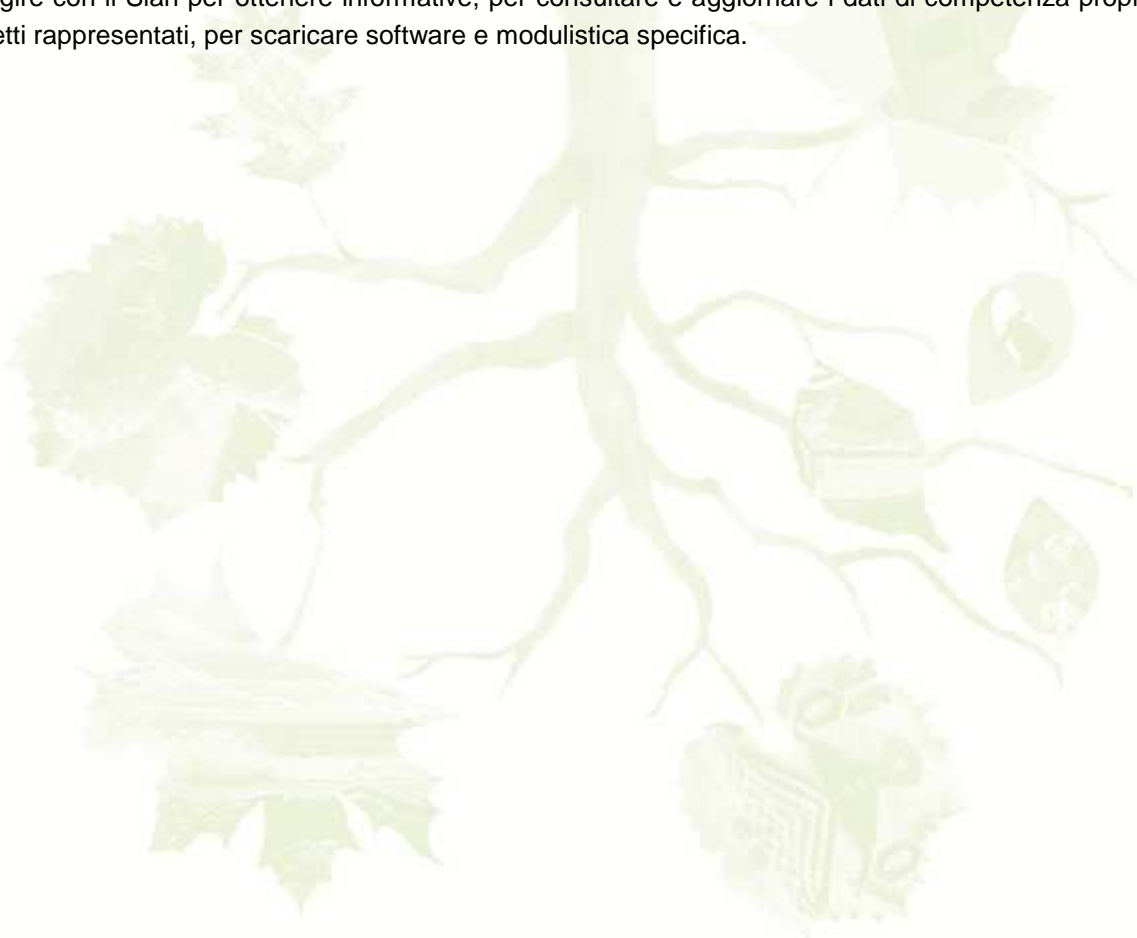 gire con il Sian per ottenere informative, per consultare e aggiornare i dati di competenza propri
etti rappresentati, per scaricare software e modulistica specifica.